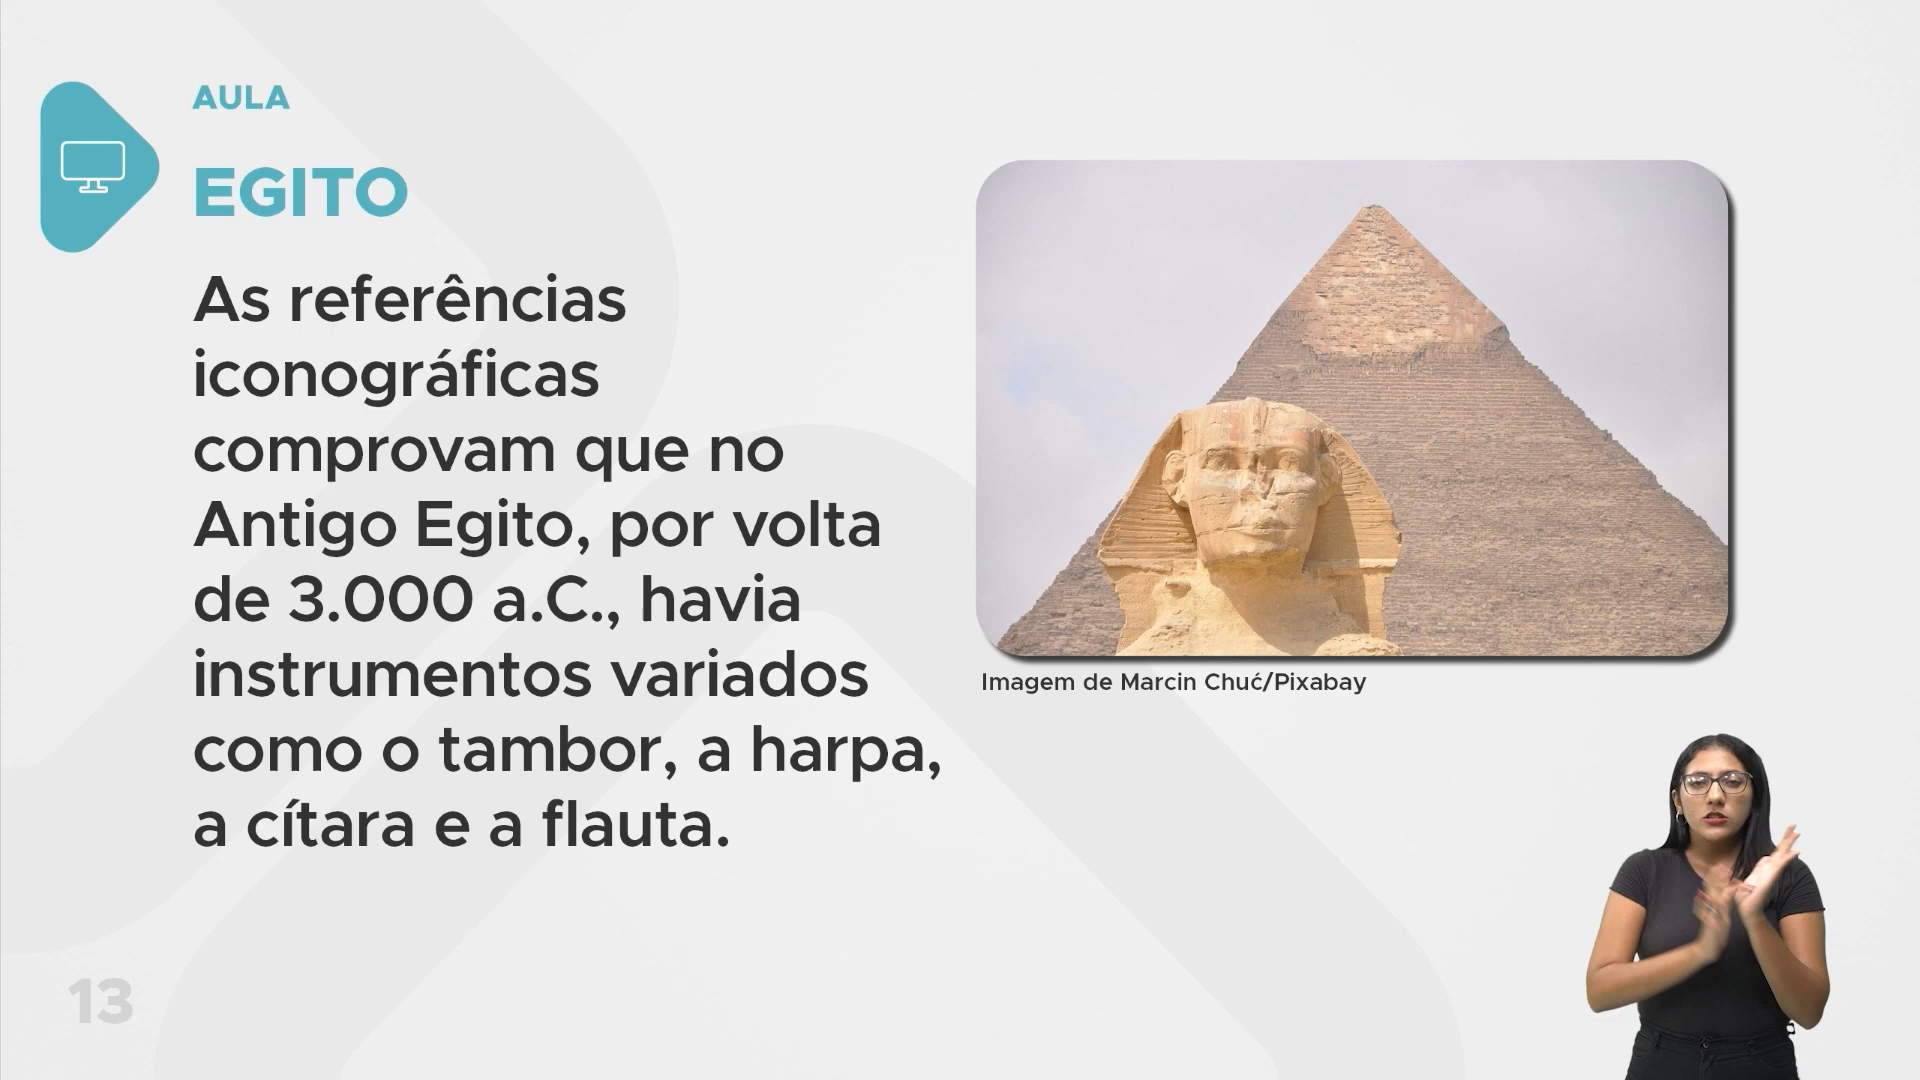 AULA
EGITO
As referências
iconográficas
comprovam que no
Antigo Egito, por volta
de 3.000 a.C., havia
instrumentos variados
como o tambor, a harpa,
a cítara e a flauta.
Imagem de Marcin Chuć/Pixabay
13